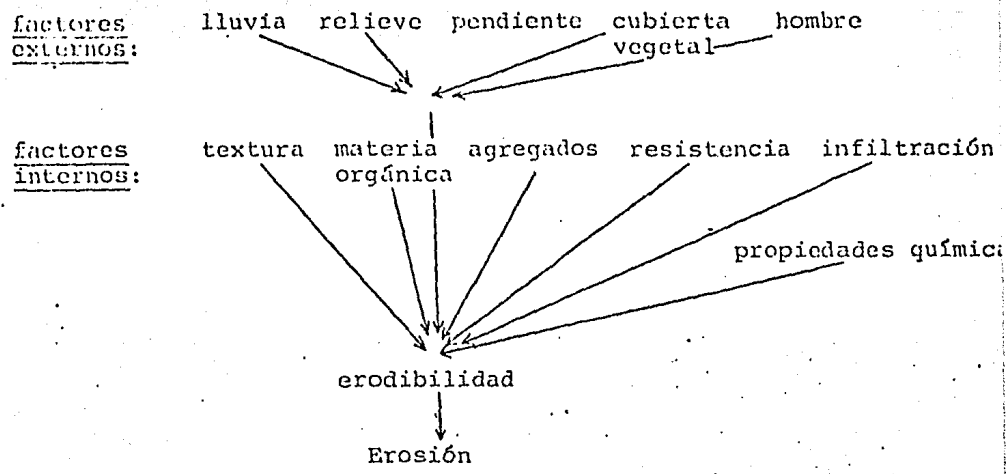 factores lluvia relieve pendiente cubierta hombre
externos: vegetal
factores textura materia agregados resistencia infiltración
internos: orgánica
propiedades química
erodibilidad
Erosión